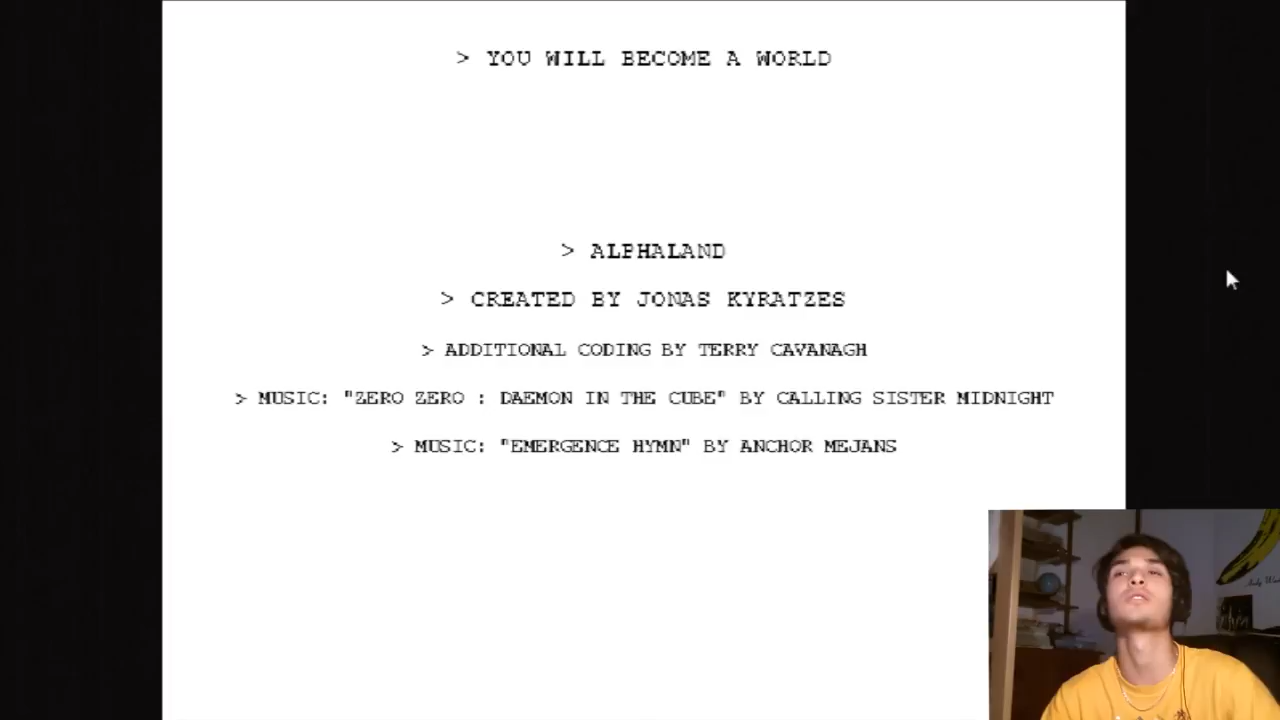 > YOU WILL BECOME A WORLD
> ALPHALAND
> CREATED BY JONAS KYRATZES
> ADDITIONAL CODING BY TERRY CAVANAGH
> MUSIC: "ZERO ZERO : DAEMON IN THE CUBE" BY CALLING SISTER MIDNIGHT
> MUSIC: "EMERGENCE HYMN" BY ANCHOR MEJANS
Andy